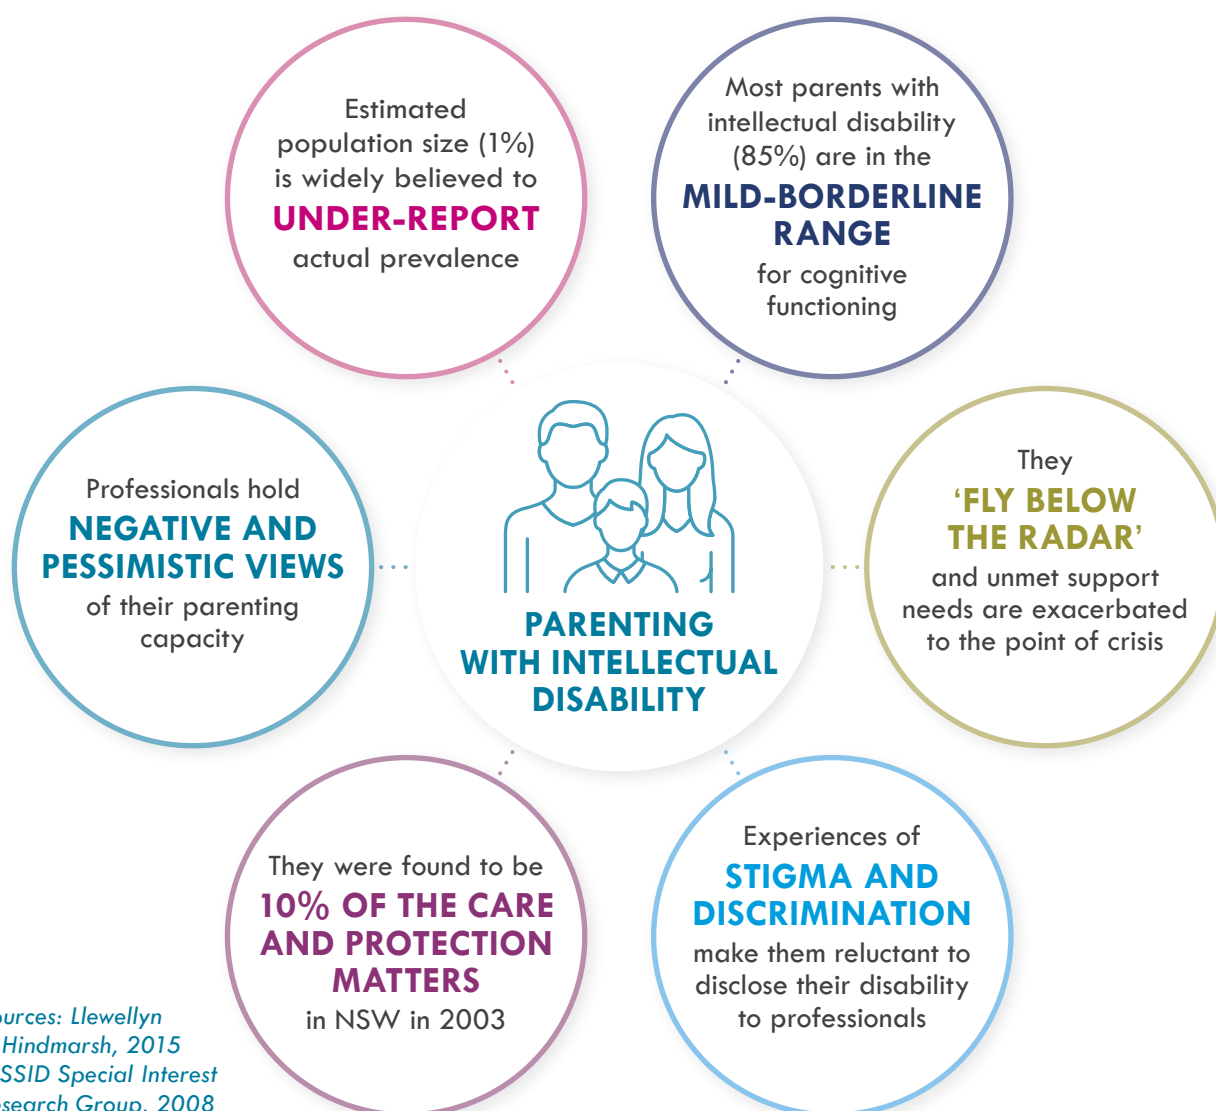 Estimated
population size (1%)
is widely believed to
UNDER-REPORT
actual prevalence
Most parents with
intellectual disability
(85%) are in the
MILD-BORDERLINE
RANGE
for cognitive
functioning
Professionals hold
NEGATIVE AND
PESSIMISTIC VIEWS
of their parenting
capacity
PARENTING
WITH INTELLECTUAL
DISABILITY
They
‘FLY BELOW
THE RADAR’
and unmet support
needs are exacerbated
to the point of crisis
They were found to be
10% OF THE CARE
AND PROTECTION
MATTERS
in NSW in 2003
Experiences of
STIGMA AND
DISCRIMINATION
make them reluctant to
disclose their disability
to professionals
urces: Llewellyn
Hindmarsh, 2015
SSID Special Interest
esearch Group, 2008